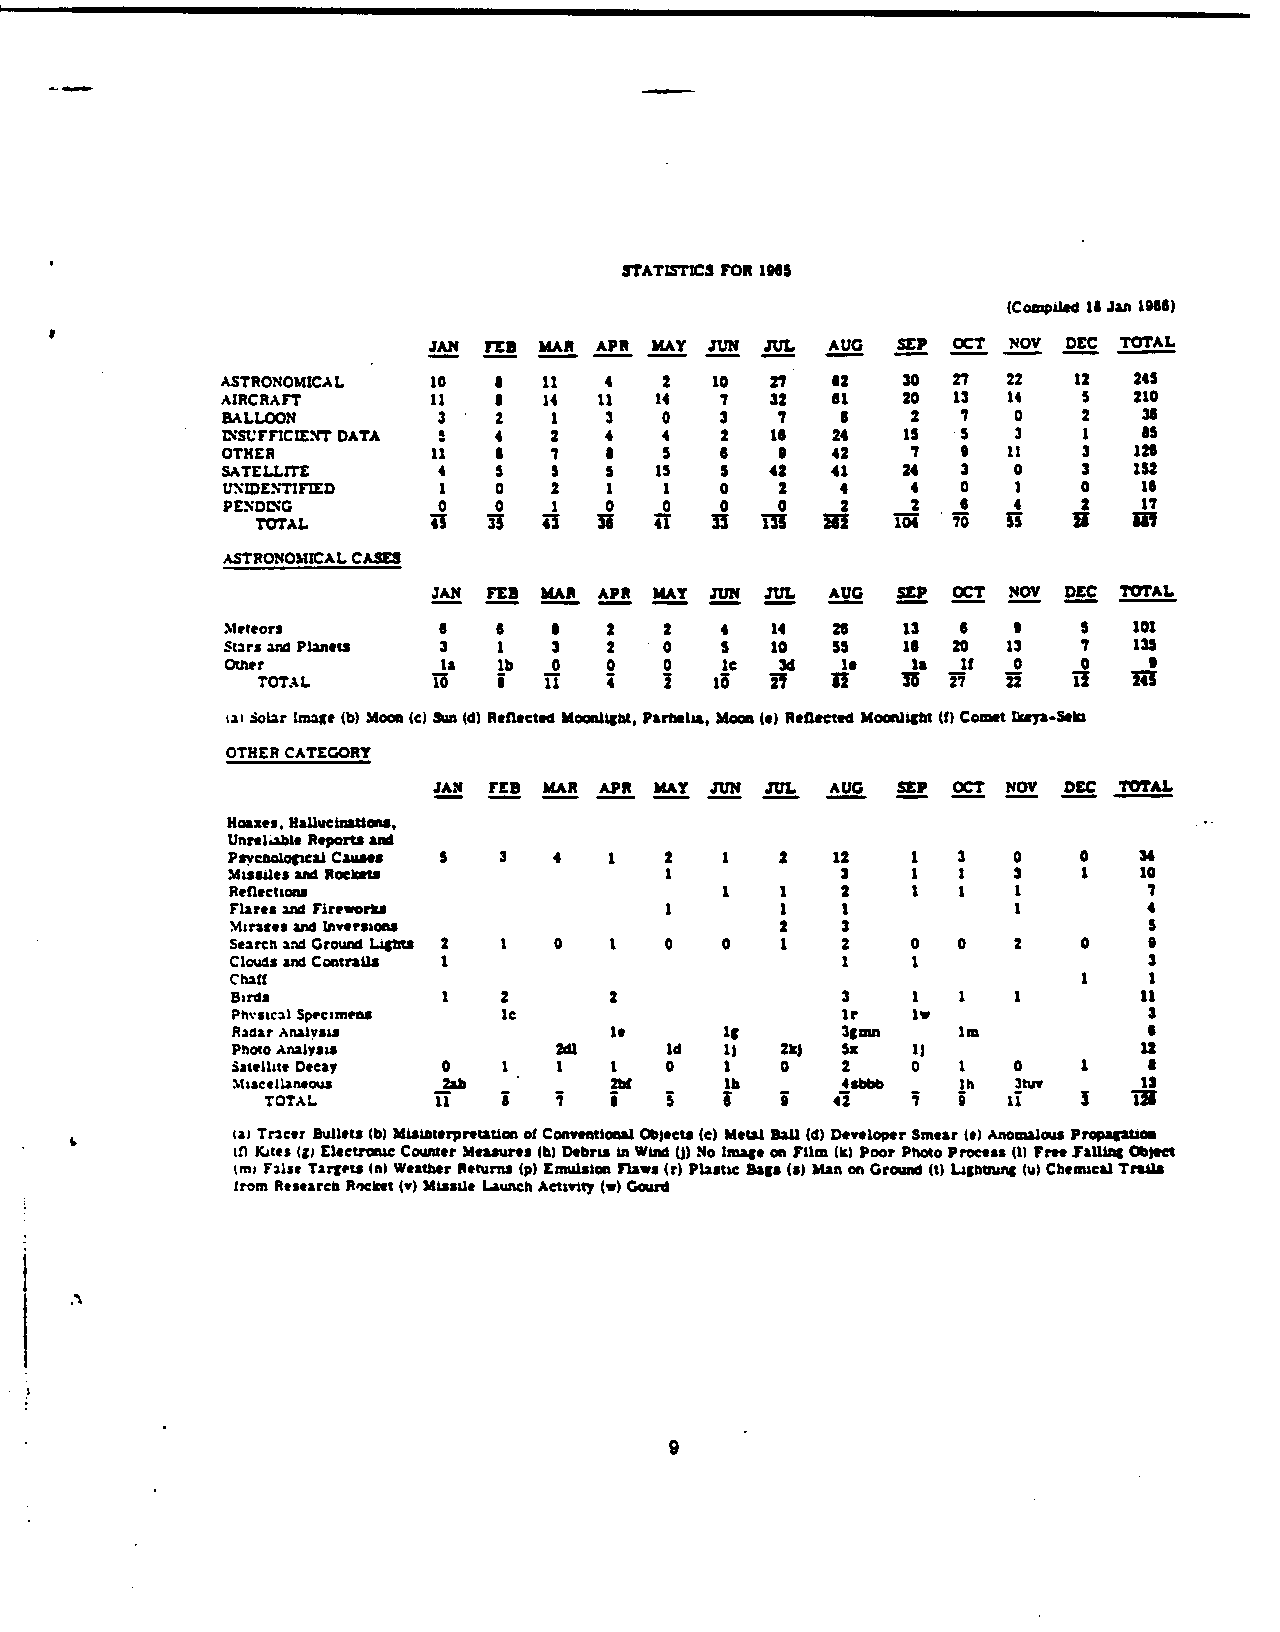 STATISTICS FOR 1965
(Compiled 18 Jan 1966)
JAN FEB MAR APR MAY JUN JUL AUG SEP OCT NOV DEC TOTAL
ASTRONOMICAL 10 8 11 4 2 10 27 82 30 27 22 12 245
AIRCRAFT 11 8 14 11 14 7 32 61 20 13 14 5 210
BALLOON 3 2 1 3 0 3 7 6 2 7 0 2 36
INSUFFICIENT DATA 5 4 2 4 4 2 16 24 15 5 3 1 85
OTHER 11 8 7 8 5 6 9 42 7 9 11 3 126
SATELLITE 4 5 5 5 15 5 42 41 24 3 0 3 152
UNIDENTIFIED 1 0 2 1 1 0 2 4 4 0 1 0 16
PENDING 0 0 1 0 0 0 0 2 2 6 4 2 17
TOTAL 45 35 43 36 41 33 135 262 104 70 55 28 887
ASTRONOMICAL CASES
JAN FEB MAR APR MAY JUN JUL AUG SEP OCT NOV DEC TOTAL
Meteors 6 6 8 2 2 4 14 26 13 6 9 5 101
Stars and Planets 3 1 3 2 0 5 10 55 16 20 13 7 135
Other 1a 1b 0 0 0 1c 3d 1e 1a 1f 0 0 9
TOTAL 10 8 11 4 2 10 27 82 30 27 22 12 245
(a) Solar Image (b) Moon (c) Sun (d) Reflected Moonlight, Parhelia, Moon (e) Reflected Moonlight (f) Comet Ikeya-Seki
OTHER CATEGORY
JAN FEB MAR APR MAY JUN JUL AUG SEP OCT NOV DEC TOTAL
Hoaxes, Hallucinations,
Unreliable Reports and
Psychological Causes 5 3 4 1 2 1 2 12 1 3 0 0 34
Missiles and Rockets 1 3 1 1 3 1 10
Reflections 1 1 2 1 1 1 7
Flares and Fireworks 1 1 1 1 4
Mirages and Inversions 2 3 5
Search and Ground Lights 2 1 0 1 0 0 1 2 0 0 2 0 9
Clouds and Contrails 1 1 1 3
Chaff 1 1
Birds 1 2 2 3 1 1 1 11
Physical Specimens 1c 1r 1w 3
Radar Analysis 1e 1g 3gmn 1m 6
Photo Analysis 2dl 1d 1j 2kj 5x 1j 12
Satellite Decay 0 1 1 1 0 1 0 2 0 1 0 1 8
Miscellaneous 2ab 2bf 1h 4sbbb 1h 3tuv 13
TOTAL 11 8 7 8 5 6 9 42 7 9 11 3 126
(a) Tracer Bullets (b) Misinterpretation of Conventional Objects (c) Metal Ball (d) Developer Smear (e) Anomalous Propagation
(f) Kites (g) Electronic Counter Measures (h) Debris in Wind (j) No Image on Film (k) Poor Photo Process (l) Free Falling Object
(m) False Targets (n) Weather Returns (p) Emulsion Flaws (r) Plastic Bags (s) Man on Ground (t) Lightning (u) Chemical Trails
from Research Rocket (v) Missile Launch Activity (w) Gourd
9